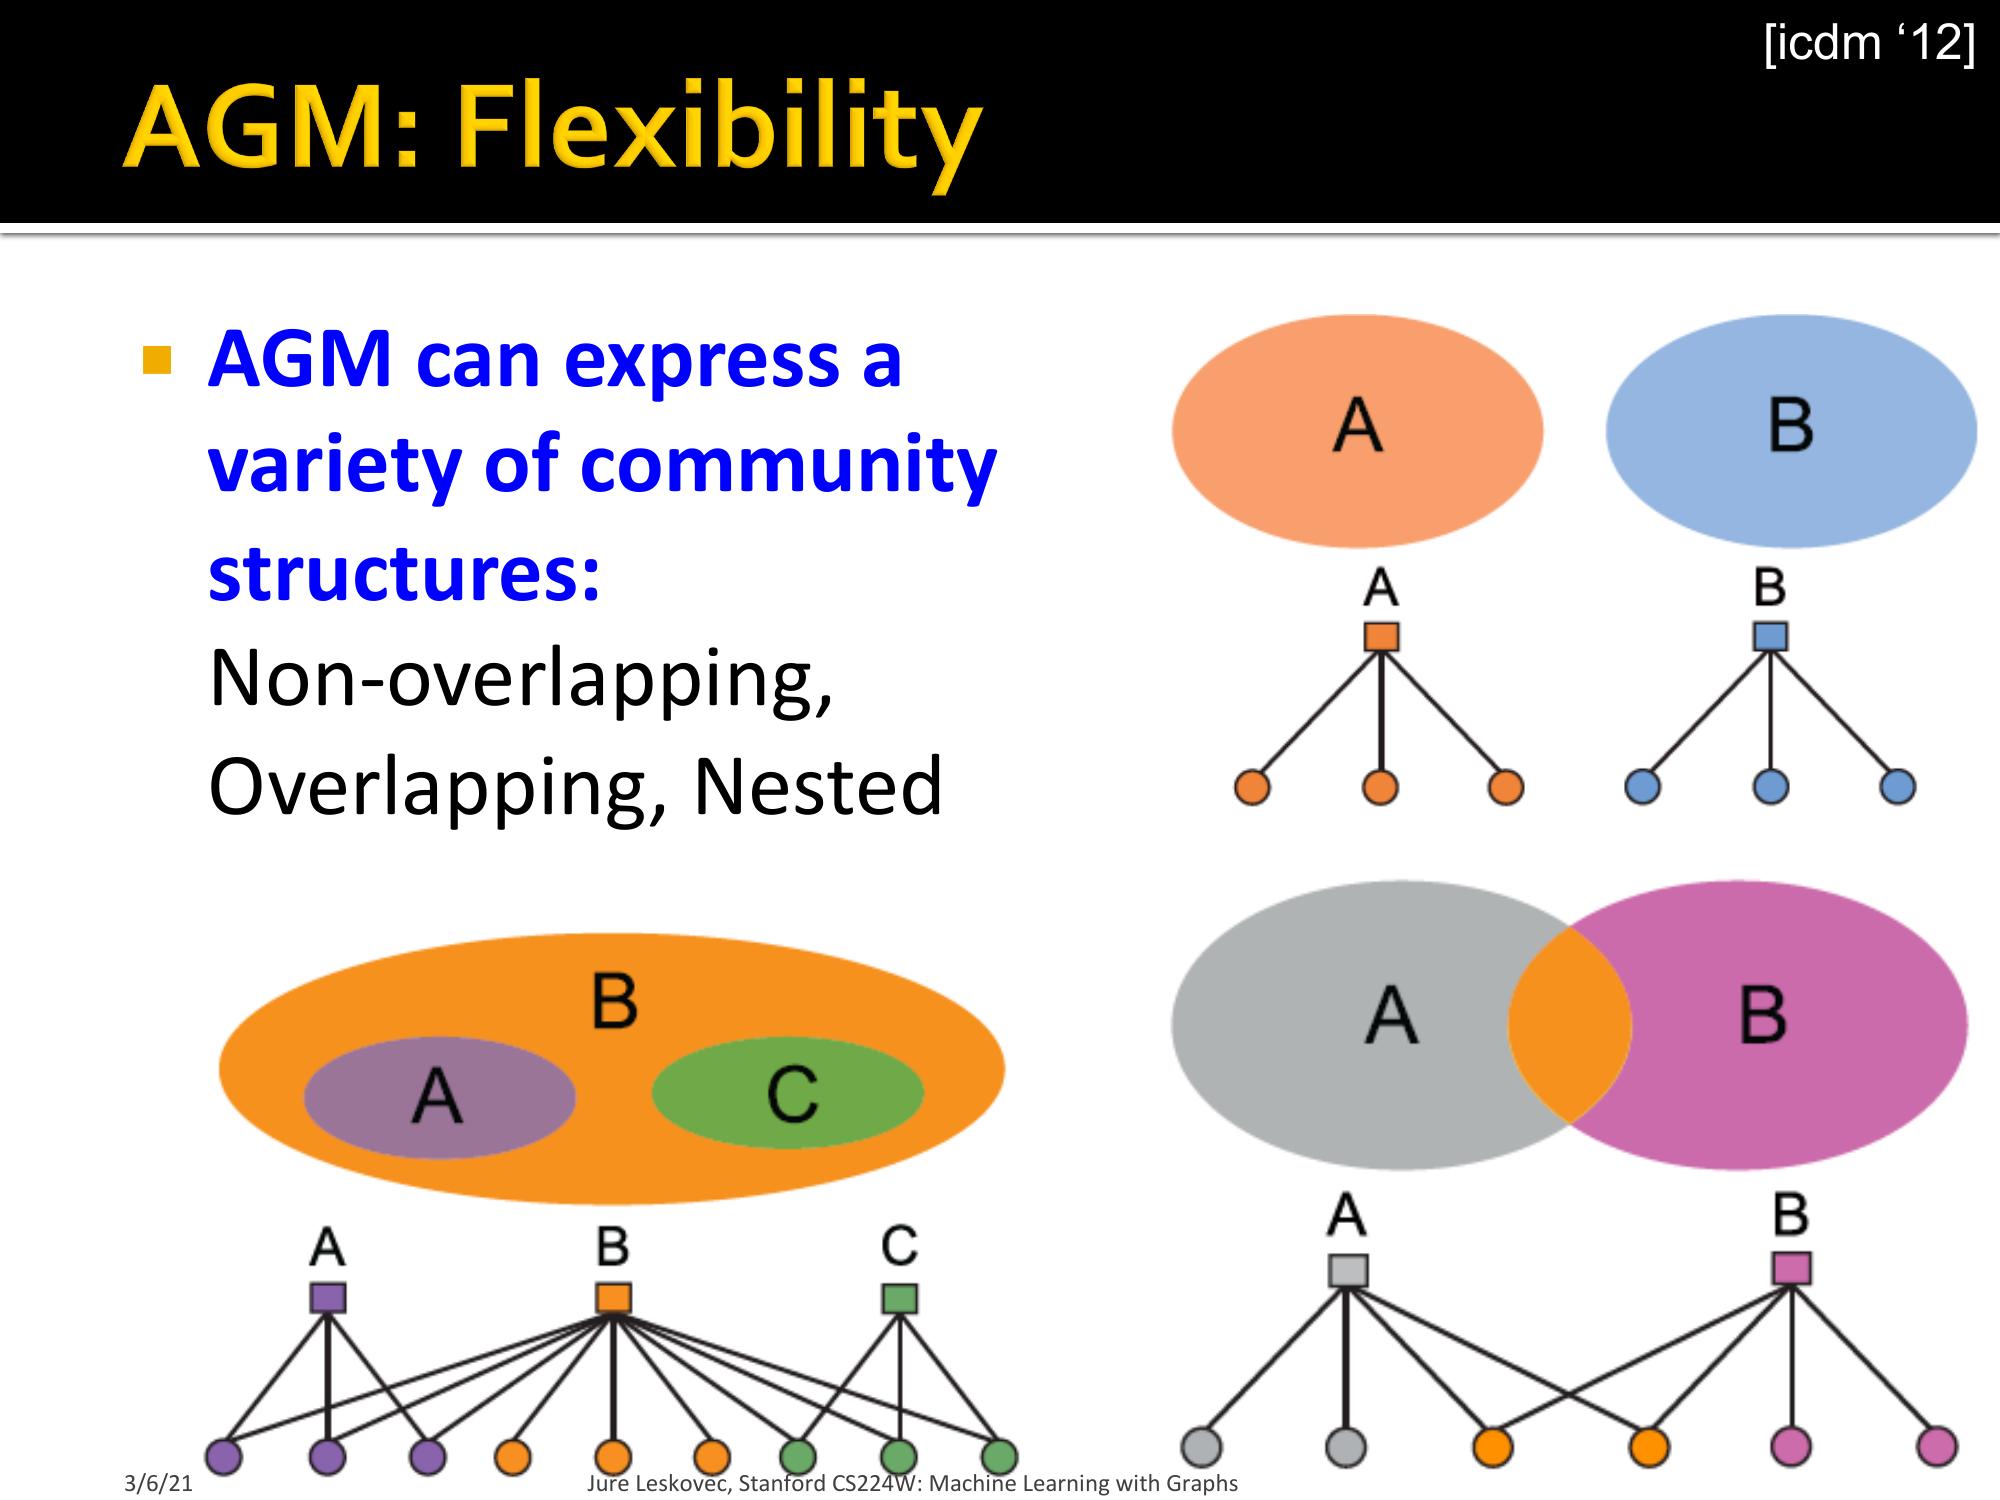 [icdm ‘12]
AGM: Flexibility
AGM can express a
variety of community
structures:
Non-overlapping,
Overlapping, Nested
A B
A B
B
A C
A B C
A B
A B
3/6/21 Jure Leskovec, Stanford CS224W: Machine Learning with Graphs